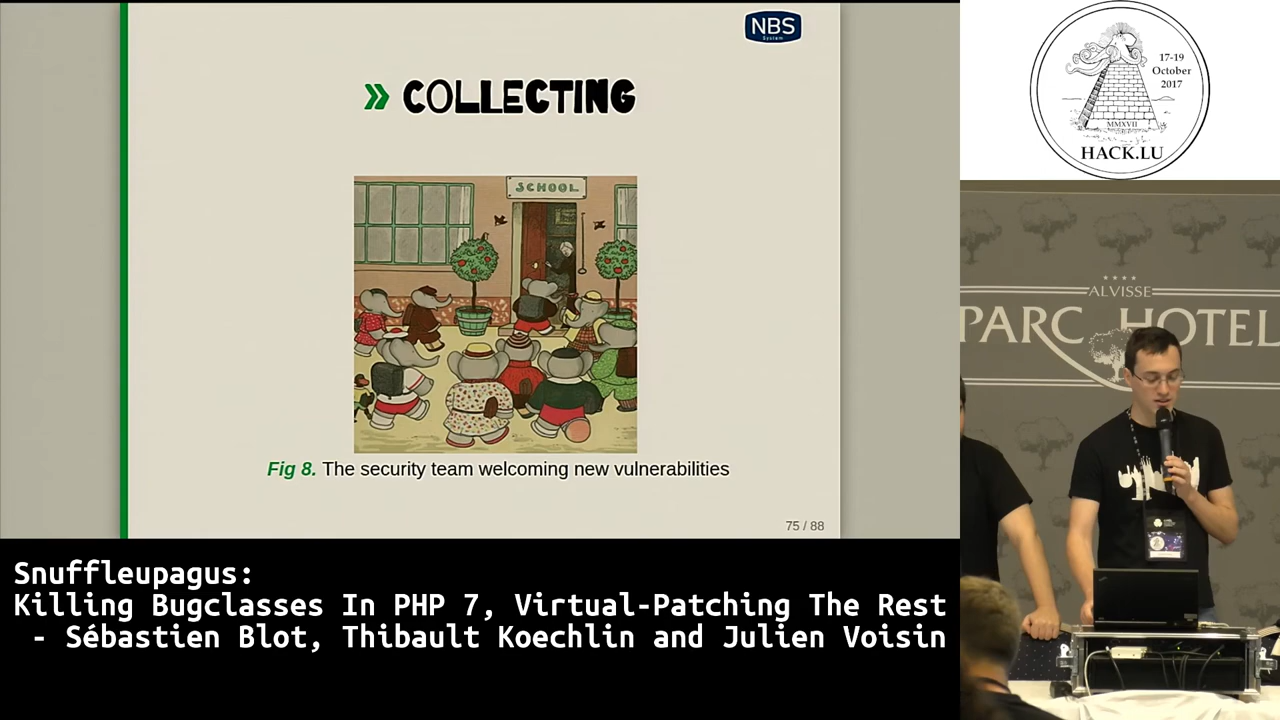 NBS
System
» COLLECTING
SCHOOL
Fig 8. The security team welcoming new vulnerabilities
75 / 88
17-19
October
2017
MMXVII
HACK.LU
ALVISSE
PARC HOTEL
Snuffleupagus:
Killing Bugclasses In PHP 7, Virtual-Patching The Rest
- Sébastien Blot, Thibault Koechlin and Julien Voisin